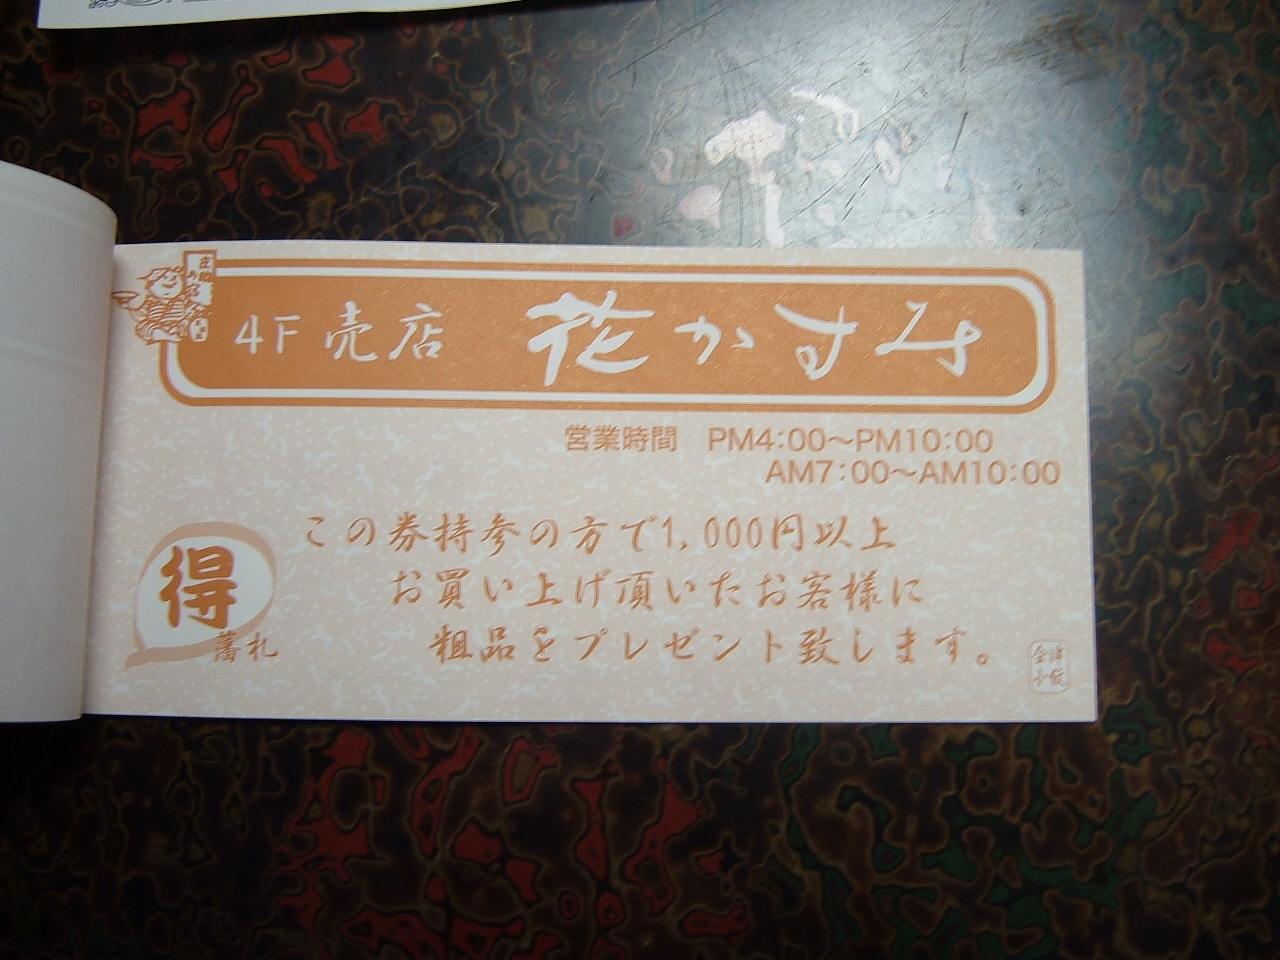 4F 売店 花かすみ
営業時間 PM4:00〜PM10:00
AM7:00〜AM10:00
この券持参の方で1,000円以上
お買い上げ頂いたお客様に
粗品をプレゼント致します。
得
藩札